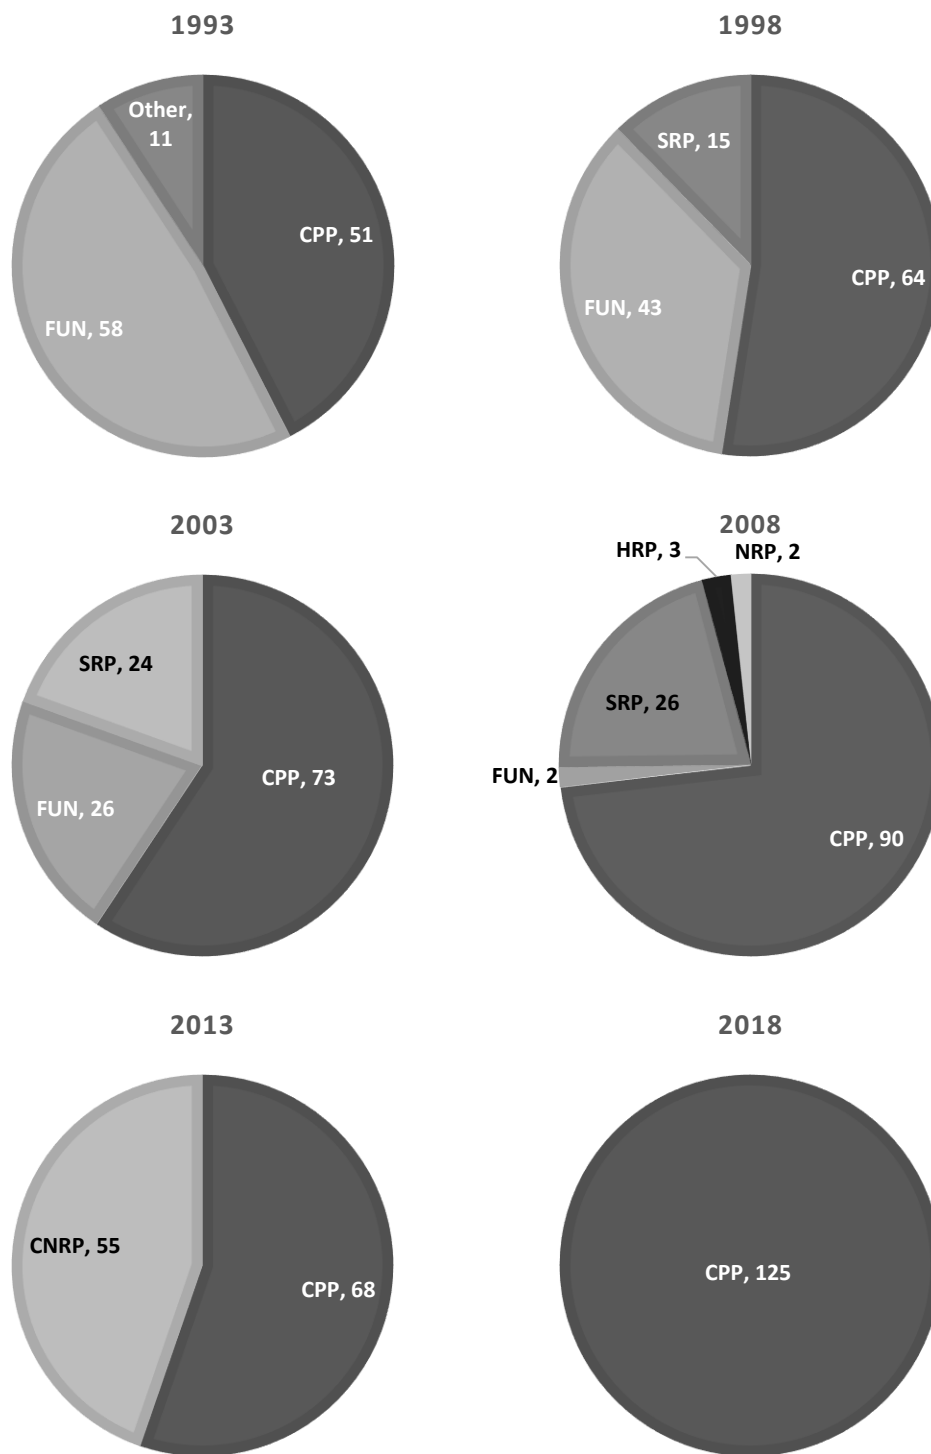 1993
Other,
11
CPP, 51
FUN, 58
1998
SRP, 15
CPP, 64
FUN, 43
2003
SRP, 24
CPP, 73
FUN, 26
2008
HRP, 3
NRP, 2
SRP, 26
FUN, 2
CPP, 90
2013
CNRP, 55
CPP, 68
2018
CPP, 125